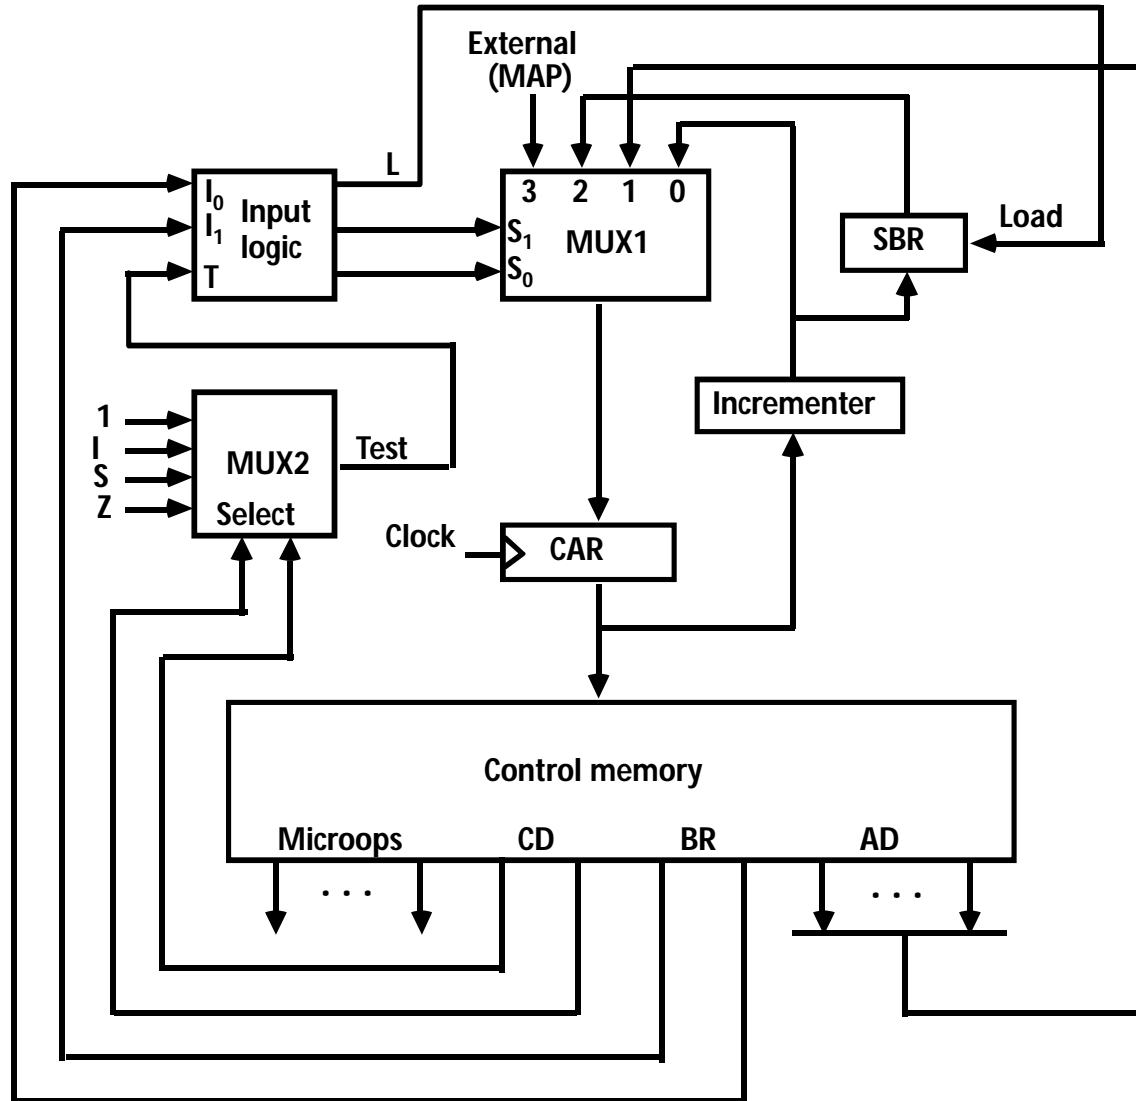 External
(MAP)
L
I0
I1
T
Input
logic
3 2 1 0
S1
S0
MUX1
SBR
Load
1
I
S
Z
MUX2
Select
Test
Incrementer
Clock
CAR
Control memory
Microops CD BR AD
. . . . . .